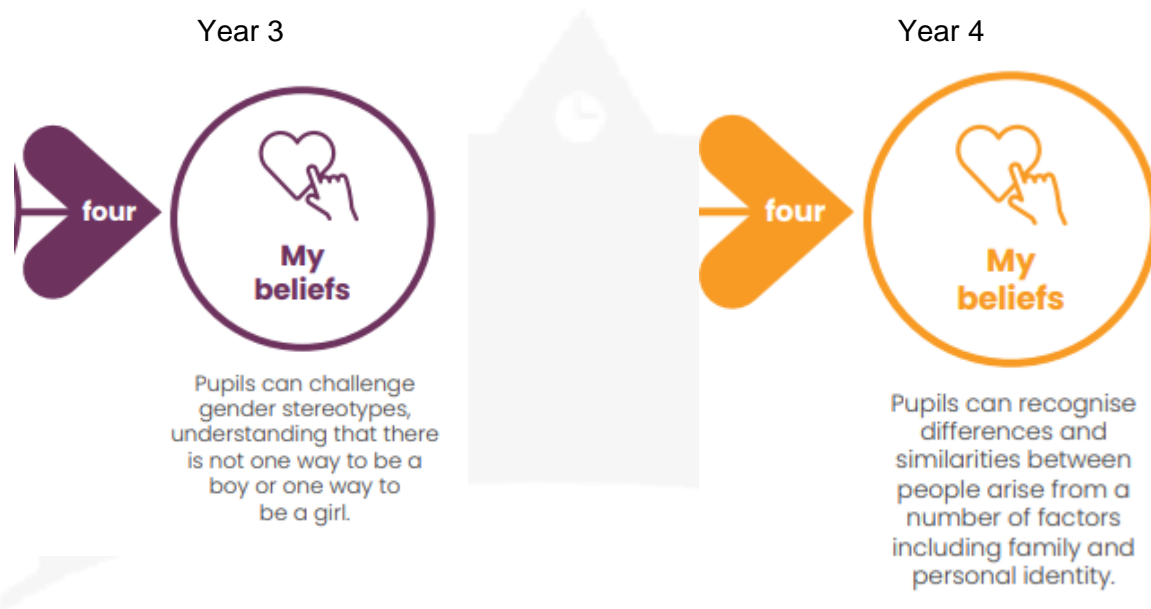 Year 3
four
My
beliefs
Pupils can challenge
gender stereotypes,
understanding that there
is not one way to be a
boy or one way to
be a girl.
Year 4
four
My
beliefs
Pupils can recognise
differences and
similarities between
people arise from a
number of factors
including family and
personal identity.